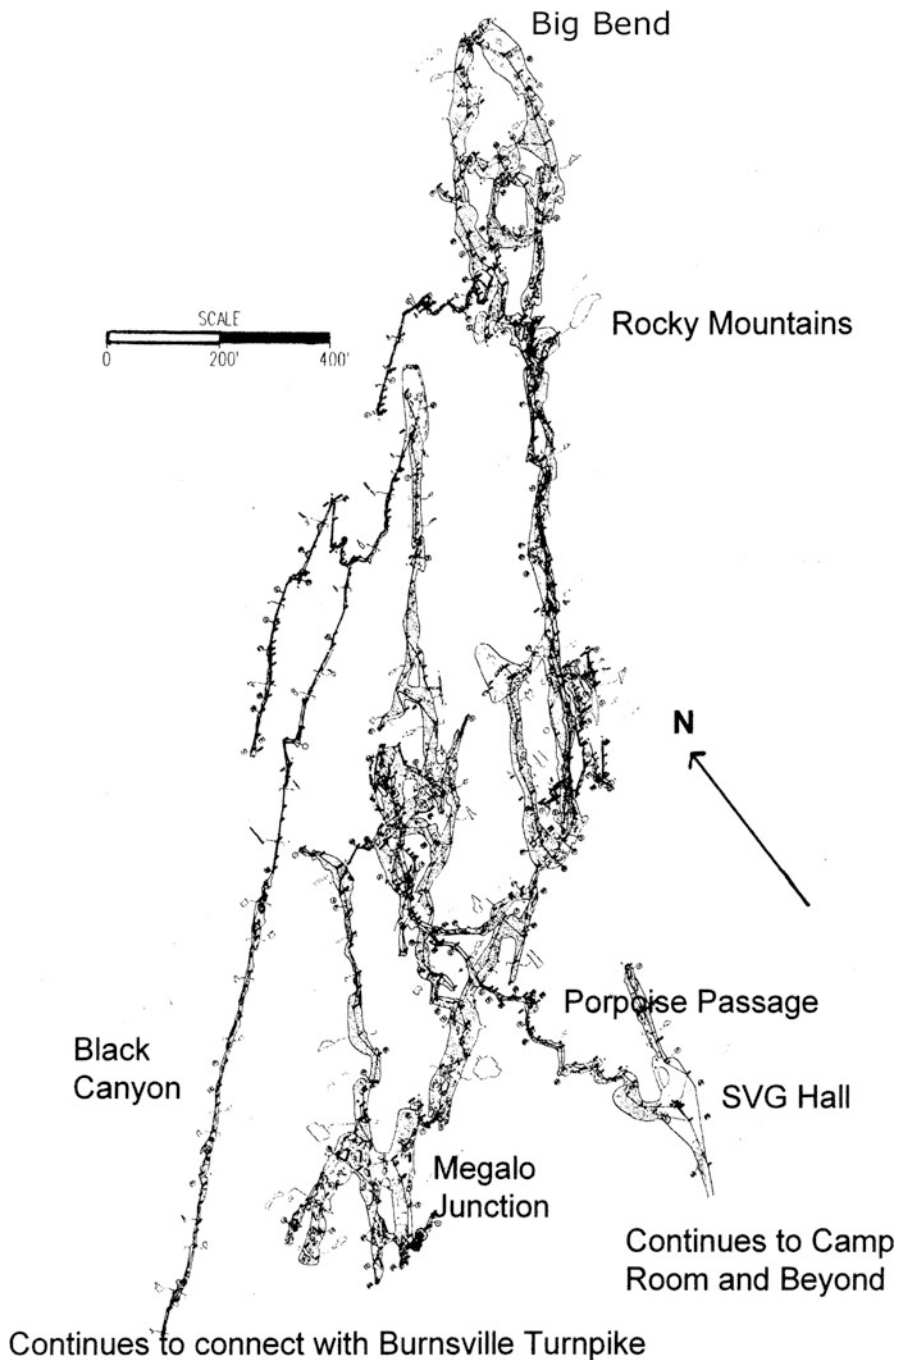 Big Bend
SCALE
0 200' 400'
Rocky Mountains
N
Porpoise Passage
Black
Canyon
SVG Hall
Megalo
Junction
Continues to Camp
Room and Beyond
Continues to connect with Burnsville Turnpike